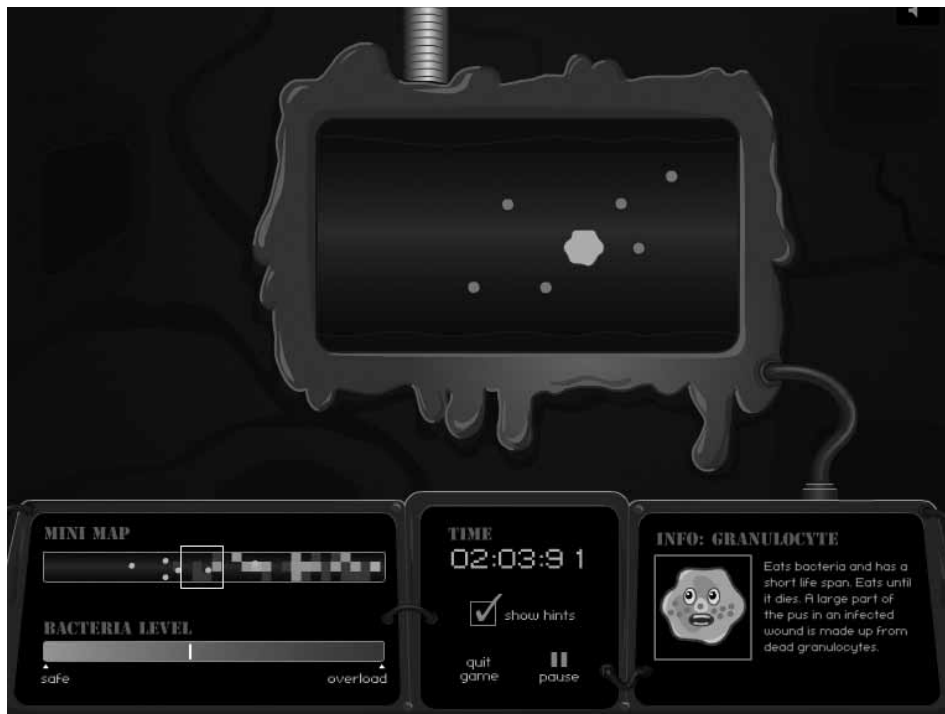 MINI MAP
BACTERIA LEVEL
safe
overload
TIME
02:03:91
show hints
quit
game
pause
INFO: GRANULOCYTE
Eats bacteria and has a
short life span. Eats until
it dies. A large part of
the pus in an infected
wound is made up from
dead granulocytes.